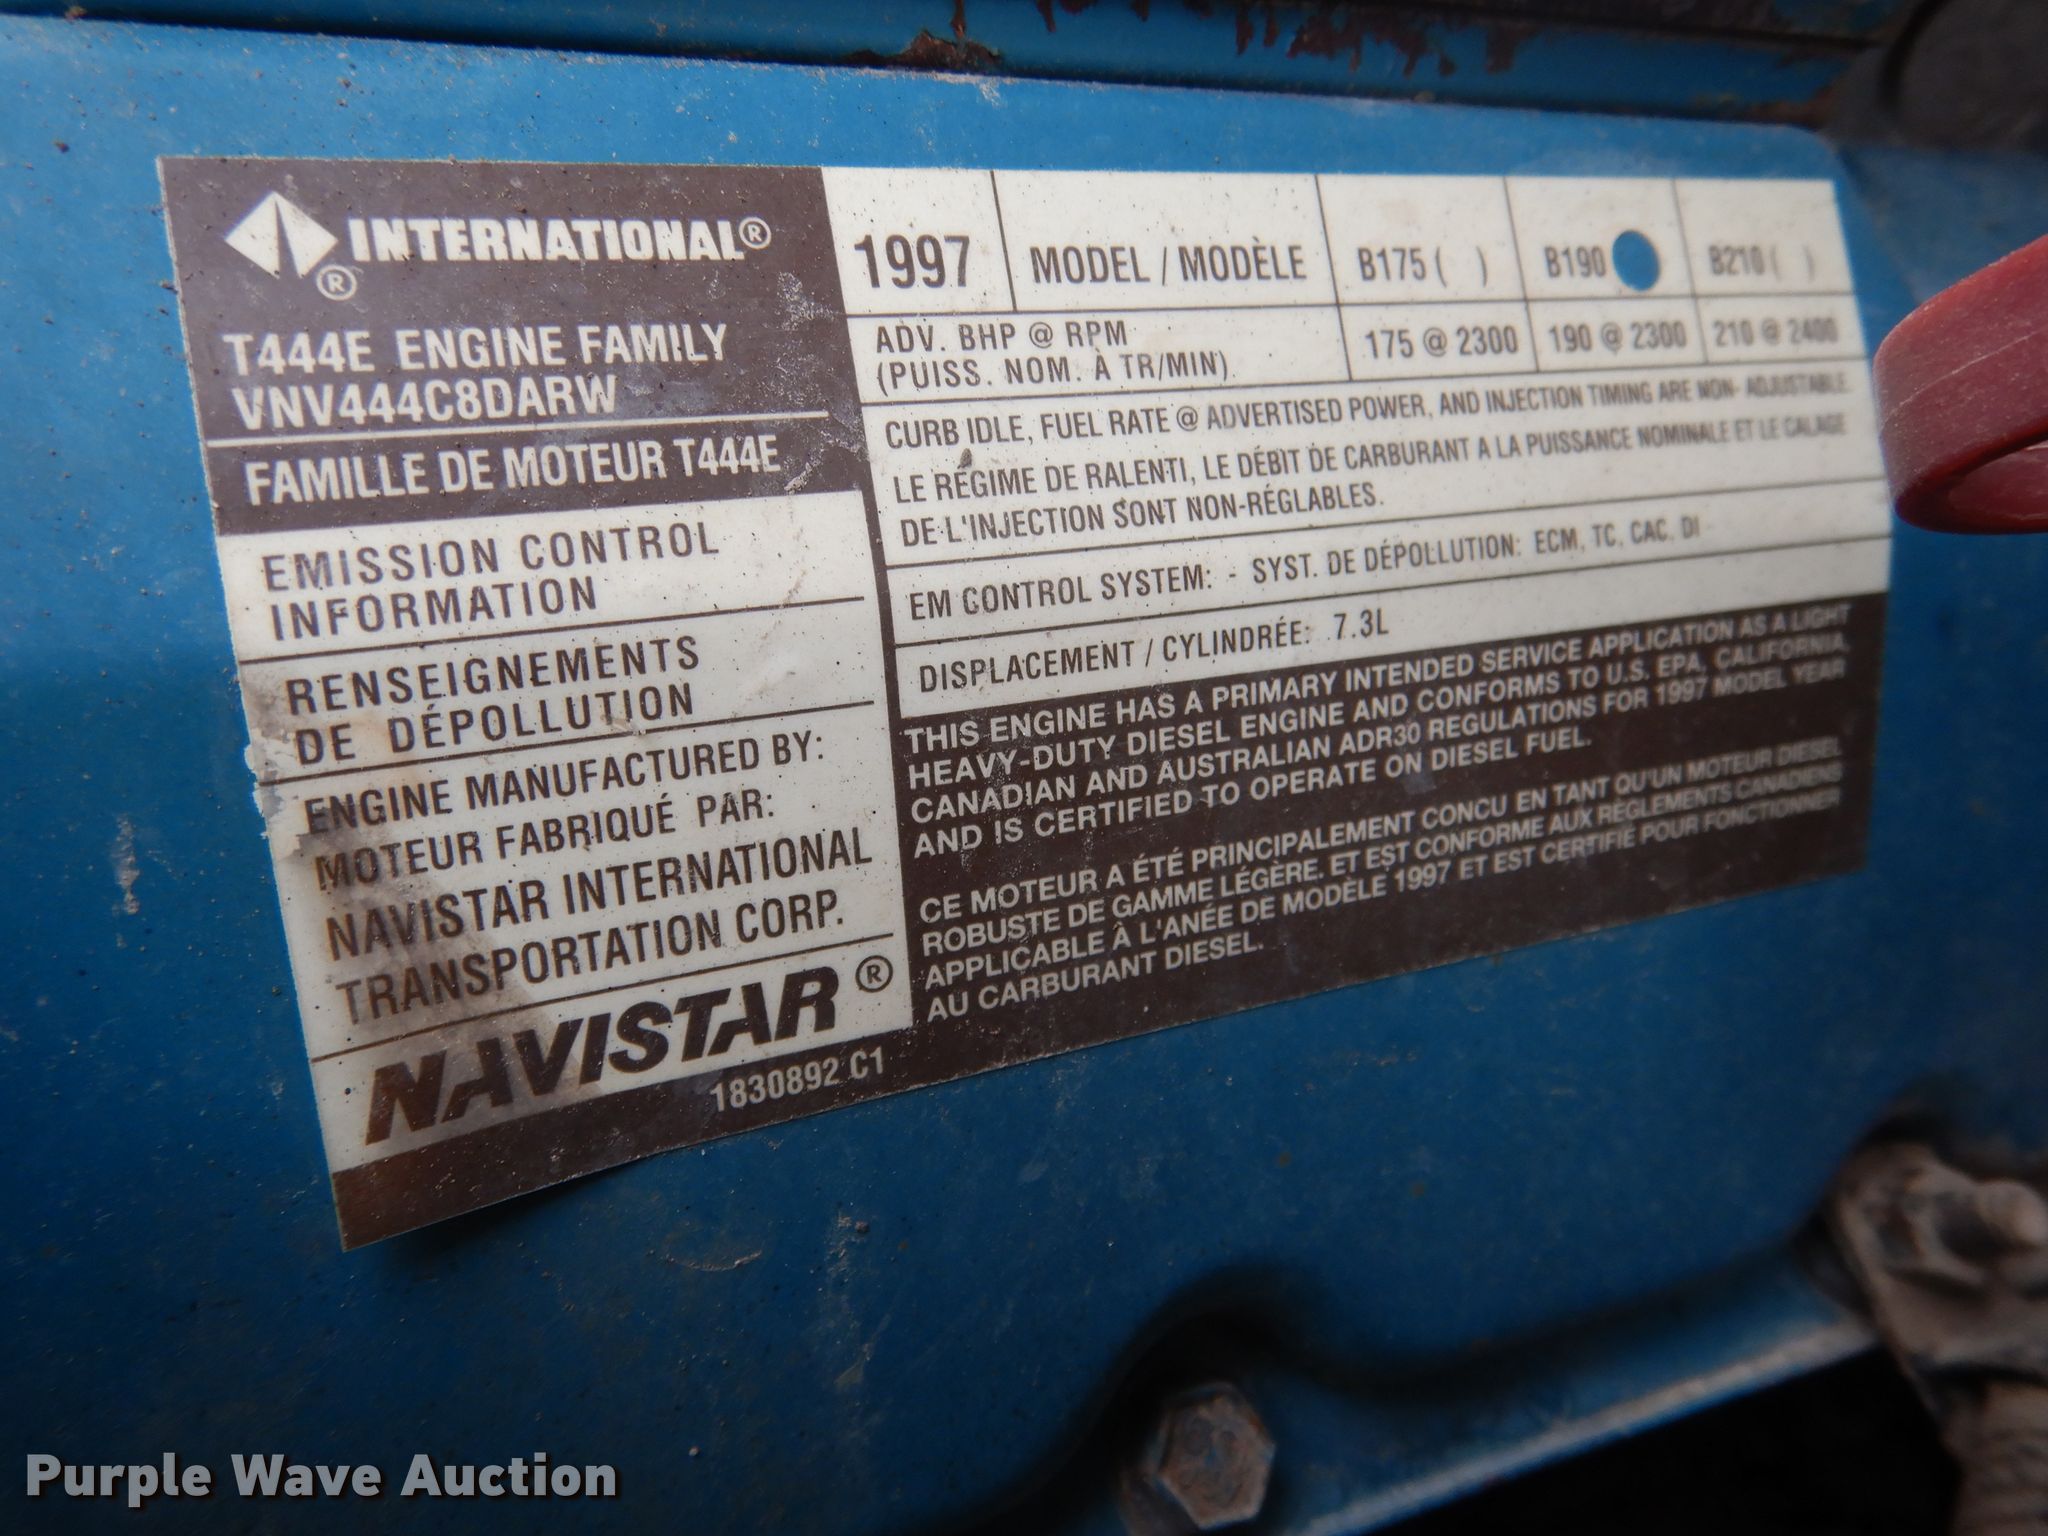 INTERNATIONAL®
®
T444E ENGINE FAMILY
VNV444C8DARW
FAMILLE DE MOTEUR T444E
EMISSION CONTROL
INFORMATION
RENSEIGNEMENTS
DE DÉPOLLUTION
ENGINE MANUFACTURED BY:
MOTEUR FABRIQUÉ PAR:
NAVISTAR INTERNATIONAL
TRANSPORTATION CORP.
NAVISTAR®
1830892 C1
1997 MODEL / MODÈLE B175 ( ) B190 B210 ( )
ADV. BHP @ RPM
(PUISS. NOM. À TR/MIN). 175 @ 2300 190 @ 2300 210 @ 2400
CURB IDLE, FUEL RATE @ ADVERTISED POWER, AND INJECTION TIMING ARE NON- ADJUSTABLE.
LE RÉGIME DE RALENTI, LE DÉBIT DE CARBURANT A LA PUISSANCE NOMINALE ET LE CALAGE
DE L'INJECTION SONT NON-RÉGLABLES.
EM CONTROL SYSTEM: - SYST. DE DÉPOLLUTION: ECM, TC, CAC, DI
DISPLACEMENT / CYLINDRÉE: 7.3L
THIS ENGINE HAS A PRIMARY INTENDED SERVICE APPLICATION AS A LIGHT
HEAVY-DUTY DIESEL ENGINE AND CONFORMS TO U.S. EPA, CALIFORNIA,
CANADIAN AND AUSTRALIAN ADR30 REGULATIONS FOR 1997 MODEL YEAR
AND IS CERTIFIED TO OPERATE ON DIESEL FUEL.
CE MOTEUR A ÉTÉ PRINCIPALEMENT CONCU EN TANT QU'UN MOTEUR DIESEL
ROBUSTE DE GAMME LÉGÈRE. ET EST CONFORME AUX RÈGLEMENTS CANADIENS
APPLICABLE À L'ANÉE DE MODÈLE 1997 ET EST CERTIFIÉ POUR FONCTIONNER
AU CARBURANT DIESEL.
Purple Wave Auction